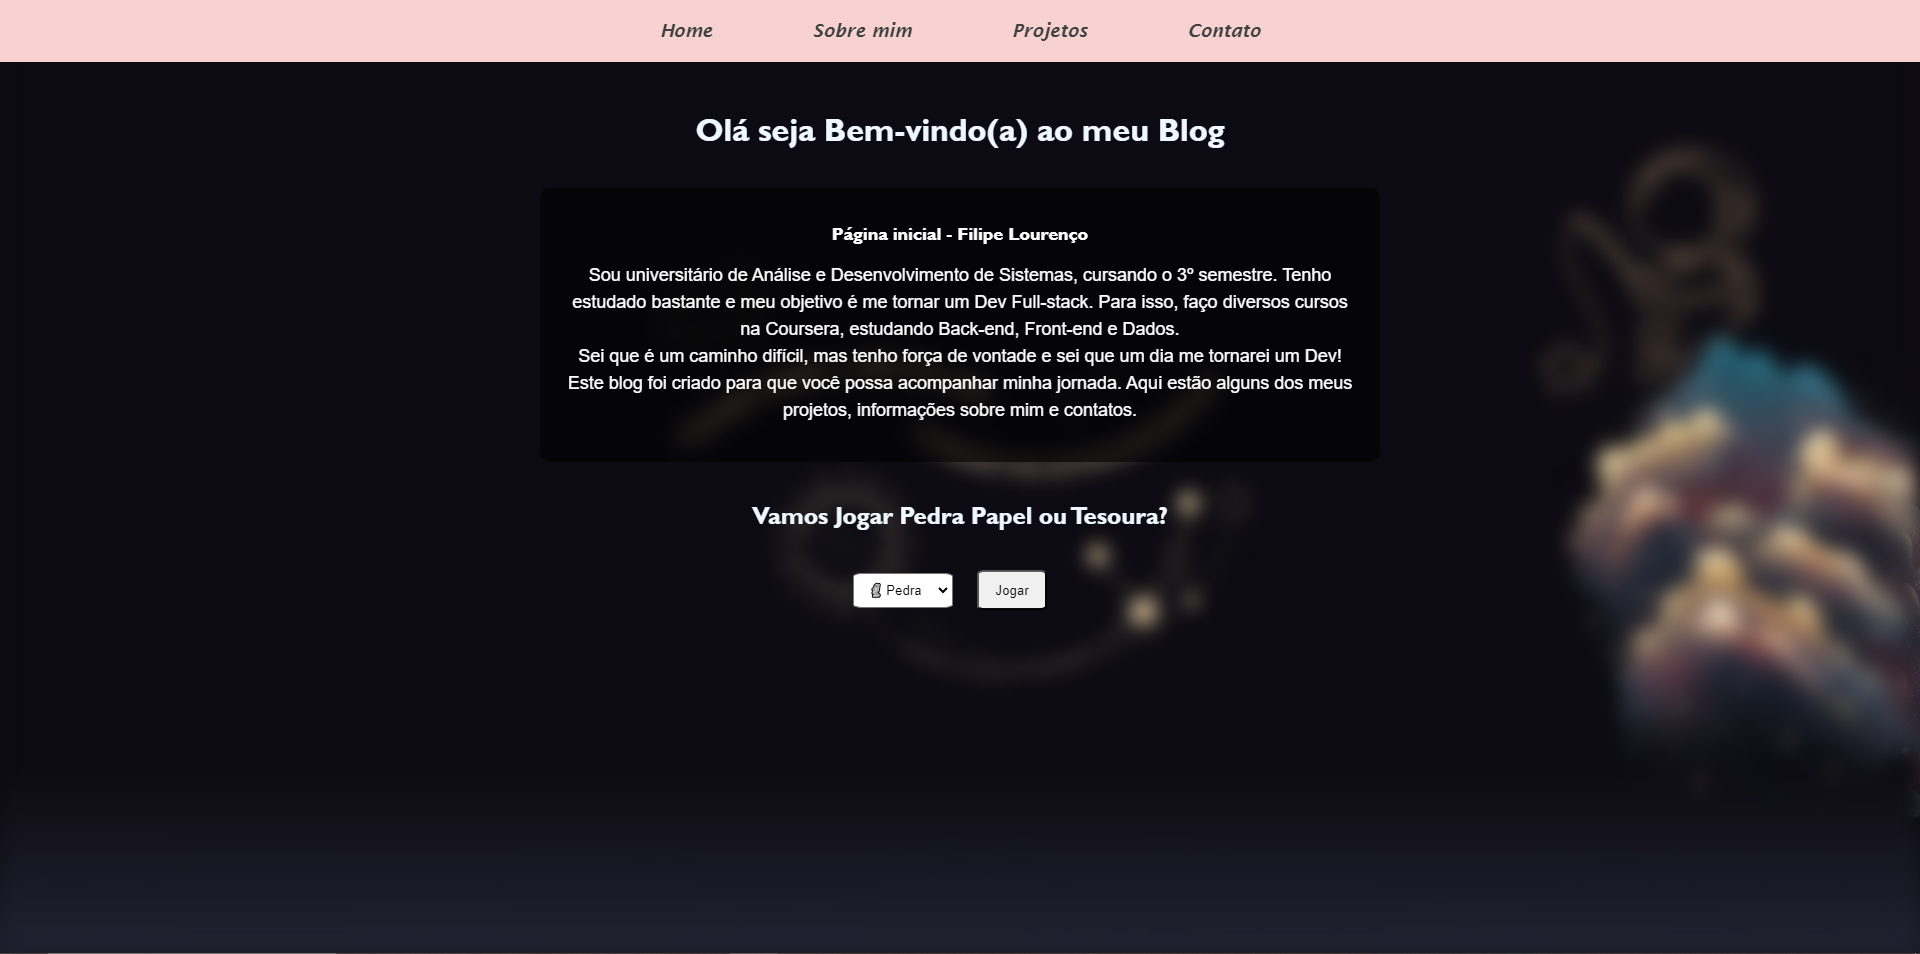 Home Sobre mim Projetos Contato
Olá seja Bem-vindo(a) ao meu Blog
Página inicial - Filipe Lourenço
Sou universitário de Análise e Desenvolvimento de Sistemas, cursando o 3º semestre. Tenho
estudado bastante e meu objetivo é me tornar um Dev Full-stack. Para isso, faço diversos cursos
na Coursera, estudando Back-end, Front-end e Dados.
Sei que é um caminho difícil, mas tenho força de vontade e sei que um dia me tornarei um Dev!
Este blog foi criado para que você possa acompanhar minha jornada. Aqui estão alguns dos meus
projetos, informações sobre mim e contatos.
Vamos Jogar Pedra Papel ou Tesoura?
Pedra Jogar